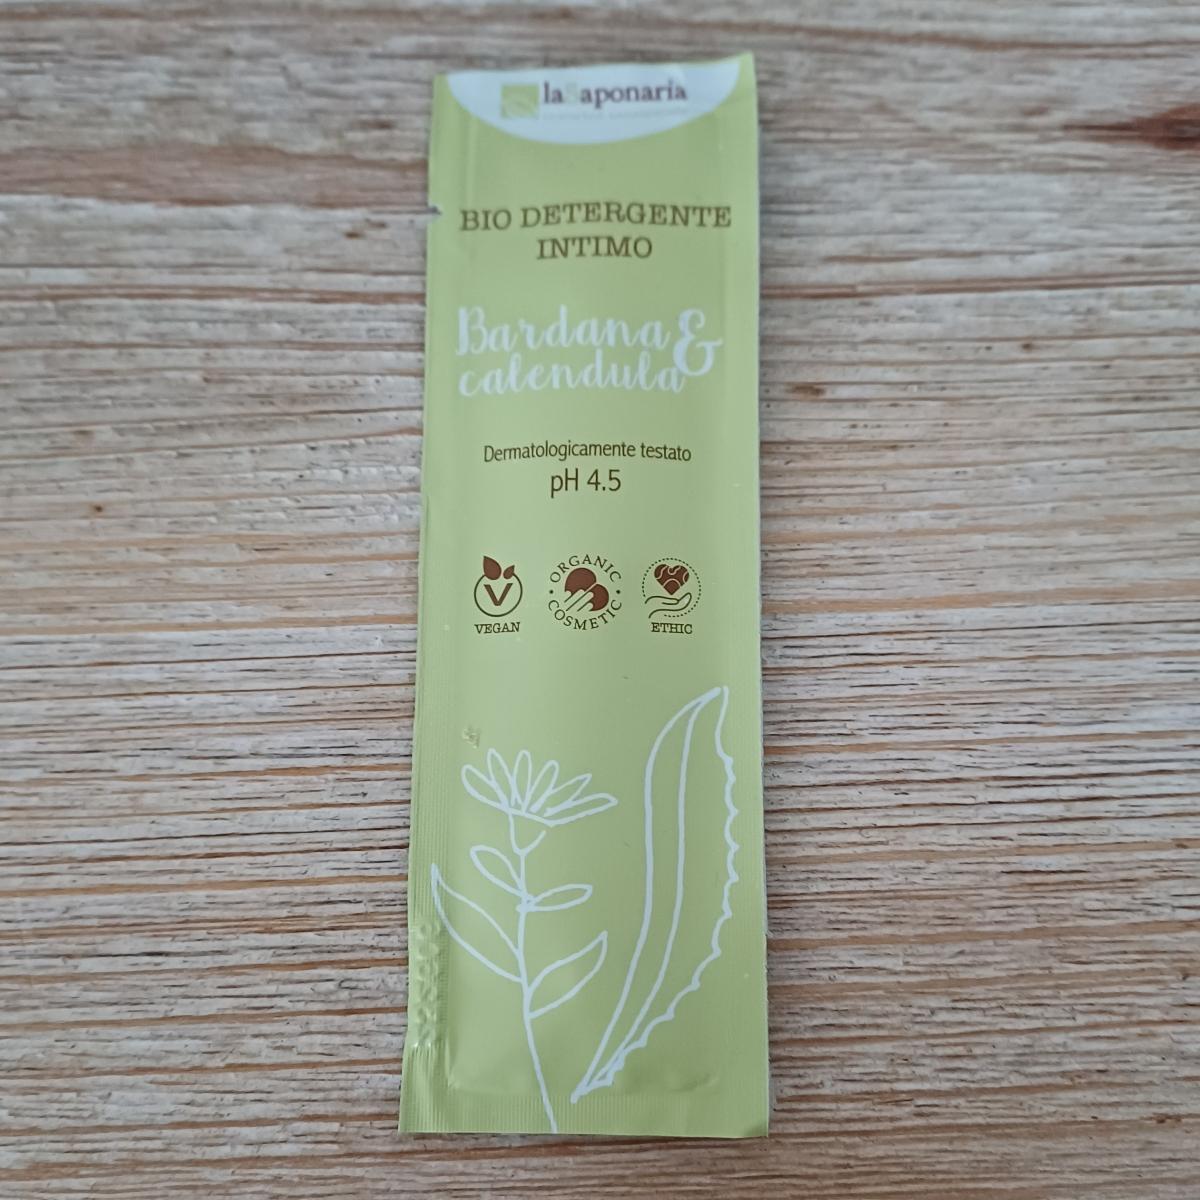 laSaponaria
BIO DETERGENTE
INTIMO
Bardana &
calendula
Dermatologicamente testato
pH 4.5
V
VEGAN
ORGANIC
COSMETIC
ETHIC